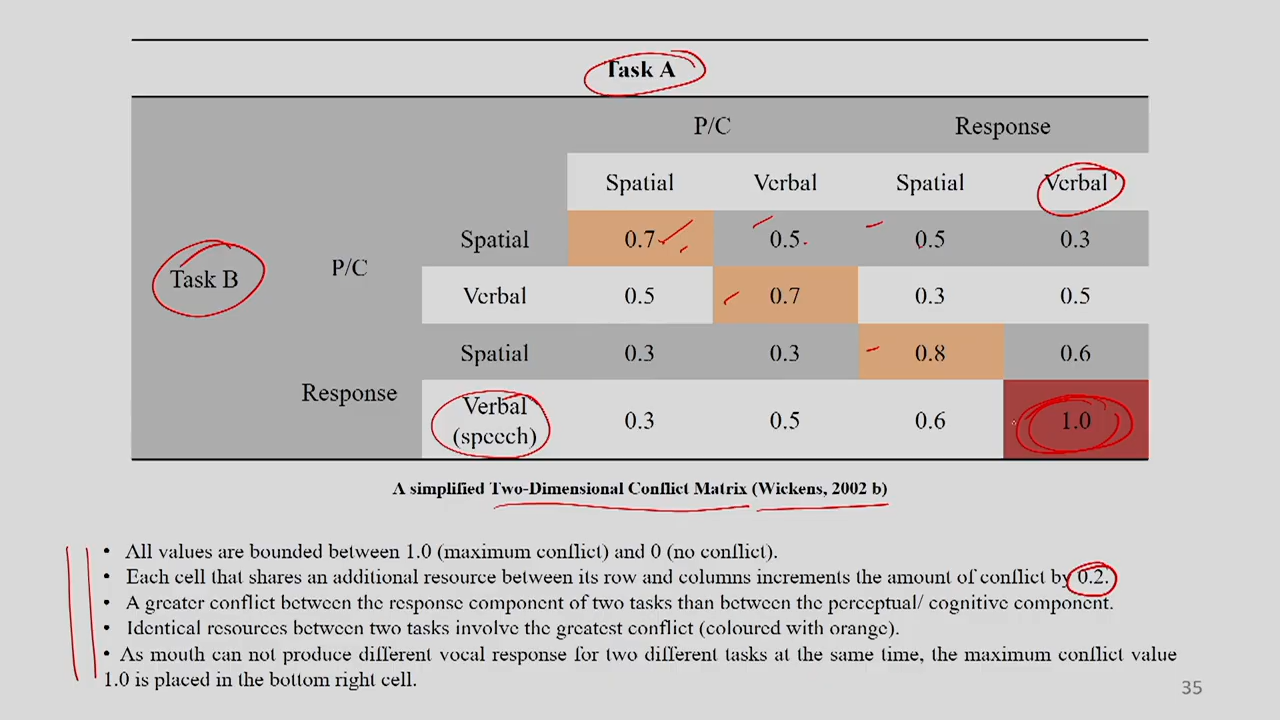 Task A
P/C Response
Spatial Verbal Spatial Verbal
Spatial 0.7 0.5 0.5 0.3
Task B P/C
Verbal 0.5 0.7 0.3 0.5
Spatial 0.3 0.3 0.8 0.6
Response
Verbal
(speech) 0.3 0.5 0.6 1.0
A simplified Two-Dimensional Conflict Matrix (Wickens, 2002 b)
• All values are bounded between 1.0 (maximum conflict) and 0 (no conflict).
• Each cell that shares an additional resource between its row and columns increments the amount of conflict by 0.2.
• A greater conflict between the response component of two tasks than between the perceptual/ cognitive component.
• Identical resources between two tasks involve the greatest conflict (coloured with orange).
• As mouth can not produce different vocal response for two different tasks at the same time, the maximum conflict value
1.0 is placed in the bottom right cell.
35